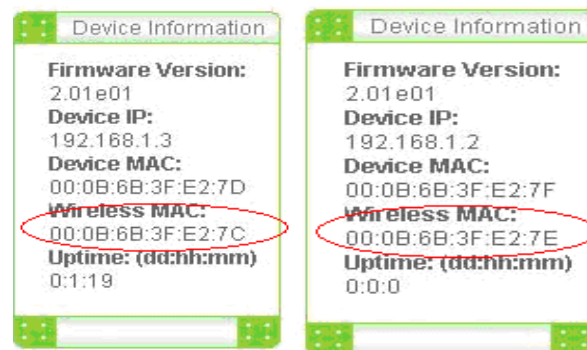 Device Information
Firmware Version:
2.01e01
Device IP:
192.168.1.3
Device MAC:
00:0B:6B:3F:E2:7D
Wireless MAC:
00:0B:6B:3F:E2:7C
Uptime: (dd:hh:mm)
0:1:19
Device Information
Firmware Version:
2.01e01
Device IP:
192.168.1.2
Device MAC:
00:0B:6B:3F:E2:7F
Wireless MAC:
00:0B:6B:3F:E2:7E
Uptime: (dd:hh:mm)
0:0:0